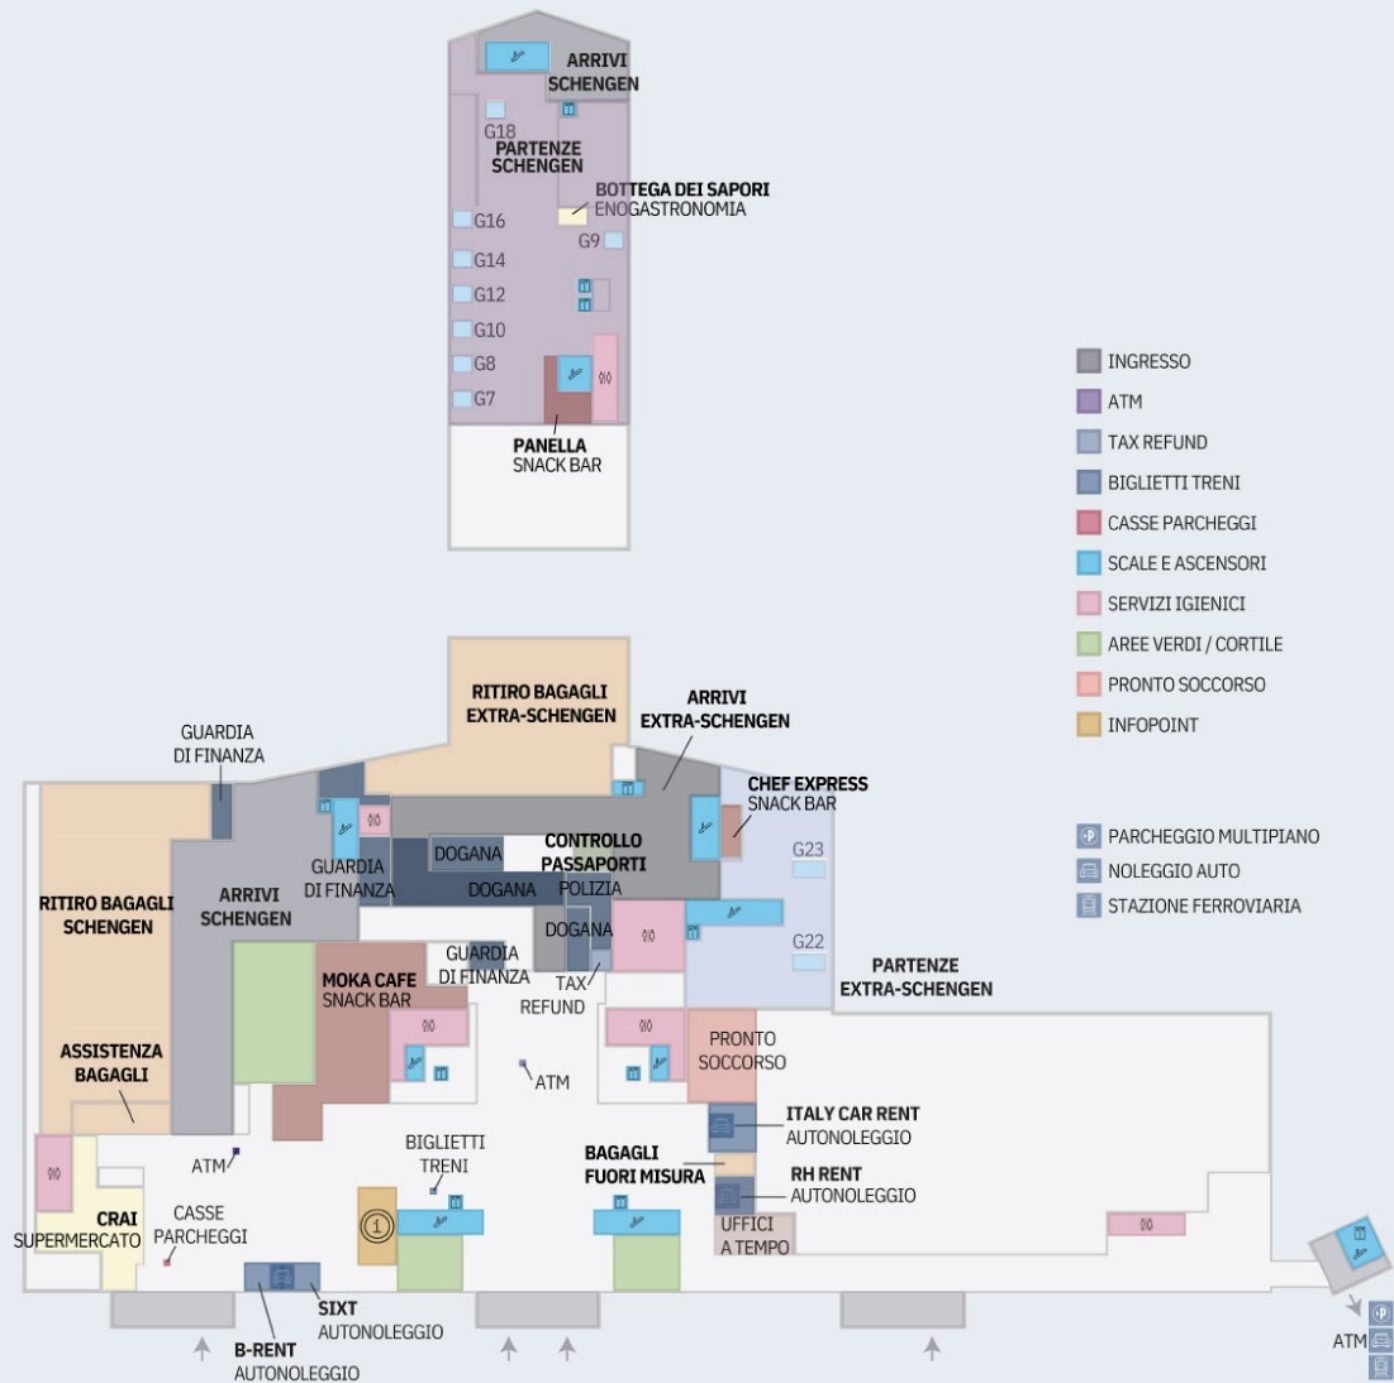 ARRIVI
SCHENGEN
G18
PARTENZE
SCHENGEN
BOTTEGA DEI SAPORI
ENOGASTRONOMIA
G16
G9
G14
G12
G10
G8
G7
PANELLA
SNACK BAR
INGRESSO
ATM
TAX REFUND
BIGLIETTI TRENI
CASSE PARCHEGGI
SCALE E ASCENSORI
SERVIZI IGIENICI
AREE VERDI / CORTILE
PRONTO SOCCORSO
INFOPOINT
P PARCHEGGIO MULTIPIANO
NOLEGGIO AUTO
STAZIONE FERROVIARIA
RITIRO BAGAGLI
EXTRA-SCHENGEN
ARRIVI
EXTRA-SCHENGEN
GUARDIA
DI FINANZA
CHEF EXPRESS
SNACK BAR
CONTROLLO
PASSAPORTI
DOGANA
G23
GUARDIA
DI FINANZA
DOGANA
POLIZIA
RITIRO BAGAGLI
SCHENGEN
ARRIVI
SCHENGEN
DOGANA
G22
GUARDIA
DI FINANZA
MOKA CAFE
SNACK BAR
TAX
REFUND
PARTENZE
EXTRA-SCHENGEN
PRONTO
SOCCORSO
ASSISTENZA
BAGAGLI
ATM
ITALY CAR RENT
AUTONOLEGGIO
BIGLIETTI
TRENI
BAGAGLI
FUORI MISURA
ATM
RH RENT
AUTONOLEGGIO
CRAI
SUPERMERCATO
CASSE
PARCHEGGI
i
UFFICI
A TEMPO
SIXT
AUTONOLEGGIO
B-RENT
AUTONOLEGGIO
P
ATM